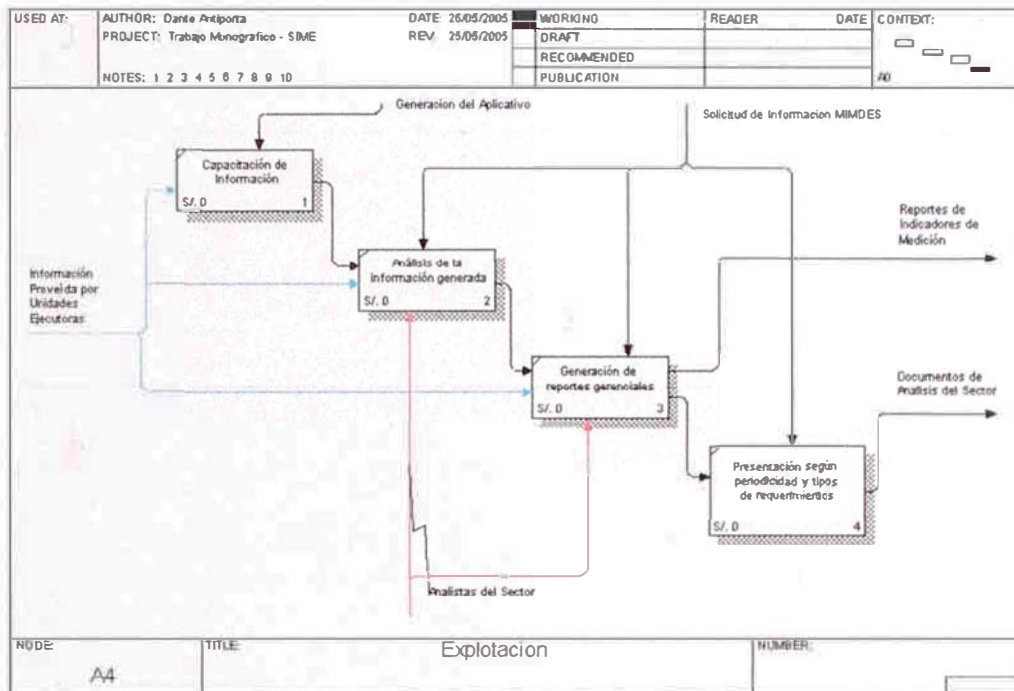 USED AT:
AUTHOR: Dante Antiporta
DATE: 26/05/2005
PROJECT: Trabajo Monografico - SIME
REV: 25/05/2005
NOTES: 1 2 3 4 5 6 7 8 9 10
WORKING
DRAFT
RECOMMENDED
PUBLICATION
READER
DATE
CONTEXT:
A0
Generacion del Aplicativo
Solicitud de Informacion MIMDES
Capacitación de
Información
S/. 0
1
Reportes de
Indicadores de
Medición
Análisis de la
información generada
S/. 0
2
Información
Proveida por
Unidades
Ejecutoras
Generación de
reportes gerenciales
S/. 0
3
Documentos de
Analisis del Sector
Presentación según
periodicidad y tipos
de requerimientos
S/. 0
4
Analistas del Sector
NODE:
A4
TITLE:
Explotacion
NUMBER: